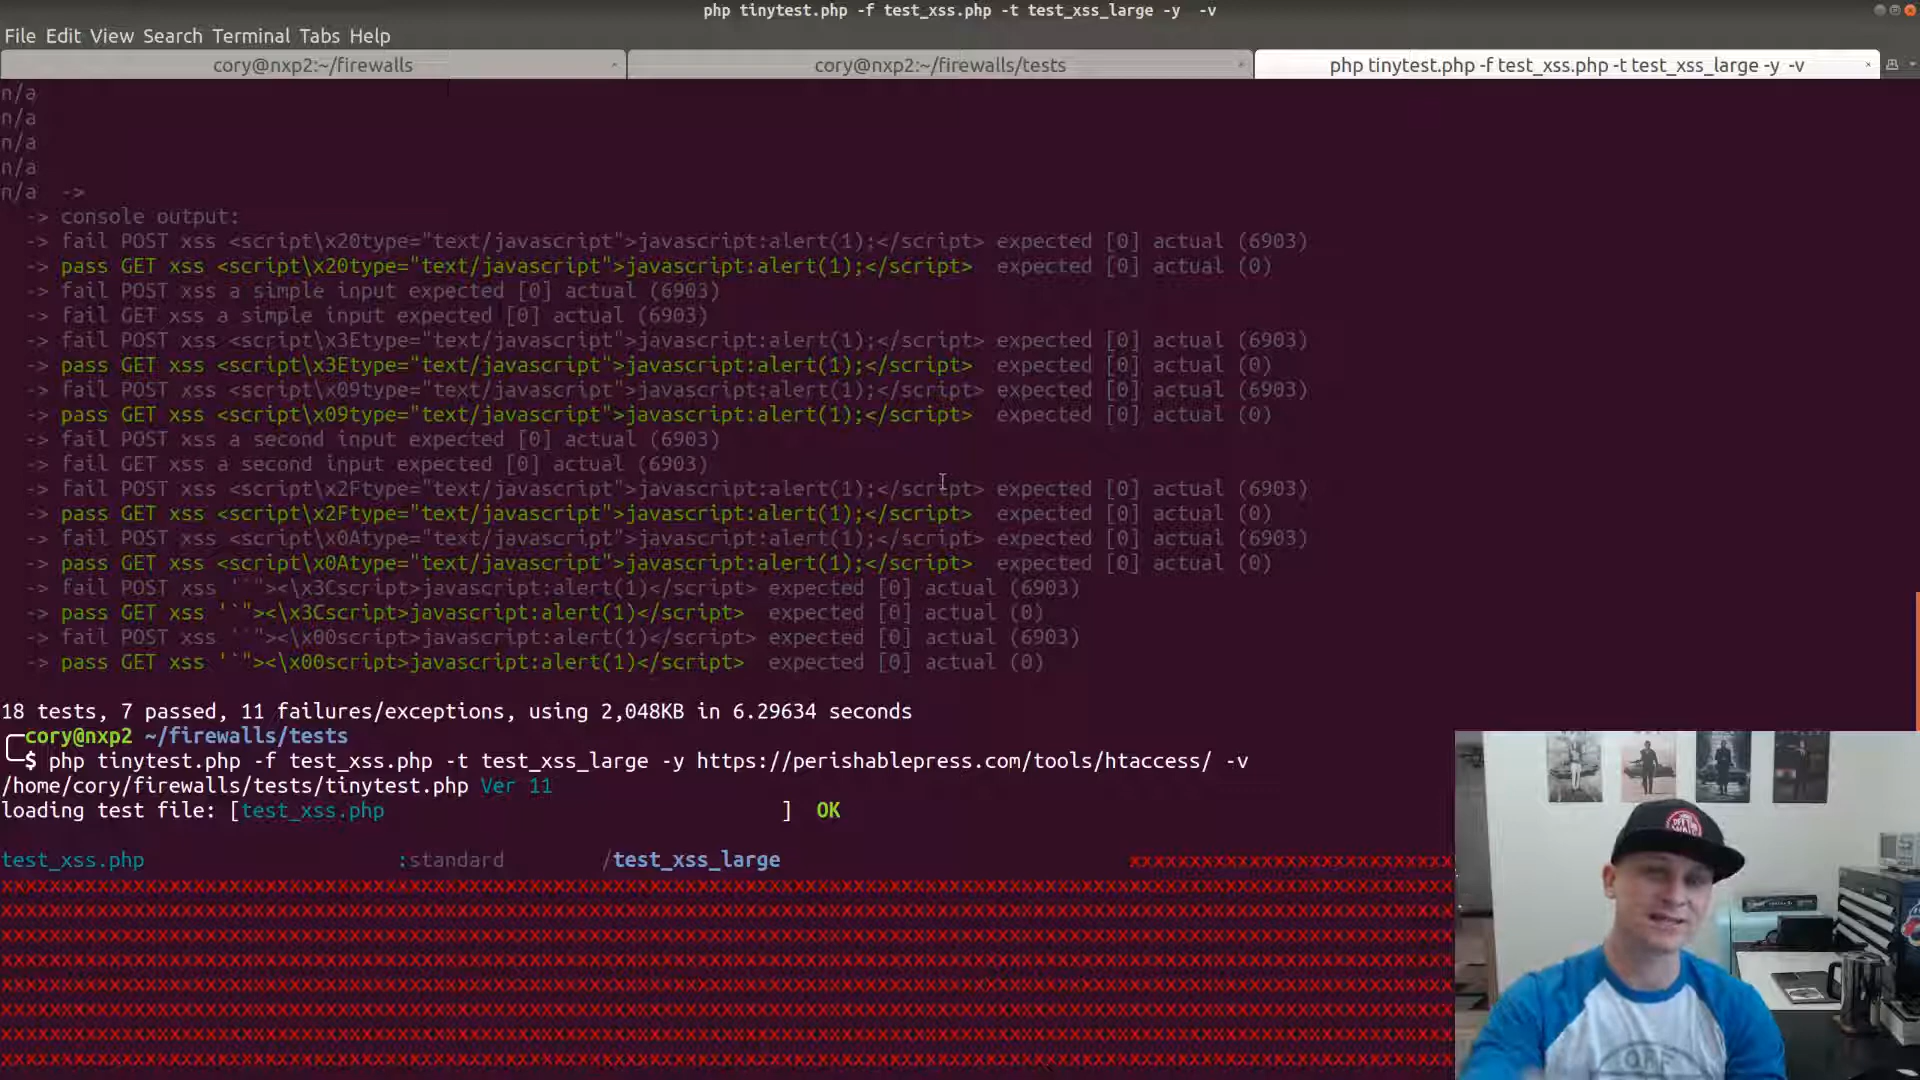 php tinytest.php -f test_xss.php -t test_xss_large -y  -v
File Edit View Search Terminal Tabs Help
cory@nxp2:~/firewalls
cory@nxp2:~/firewalls/tests
php tinytest.php -f test_xss.php -t test_xss_large -y -v
n/a
n/a
n/a
n/a
n/a  ->
-> console output:
-> fail POST xss <script\x20type="text/javascript">javascript:alert(1);</script> expected [0] actual (6903)
-> pass GET xss <script\x20type="text/javascript">javascript:alert(1);</script>  expected [0] actual (0)
-> fail POST xss a simple input expected [0] actual (6903)
-> fail GET xss a simple input expected [0] actual (6903)
-> fail POST xss <script\x3Etype="text/javascript">javascript:alert(1);</script> expected [0] actual (6903)
-> pass GET xss <script\x3Etype="text/javascript">javascript:alert(1);</script>  expected [0] actual (0)
-> fail POST xss <script\x09type="text/javascript">javascript:alert(1);</script> expected [0] actual (6903)
-> pass GET xss <script\x09type="text/javascript">javascript:alert(1);</script>  expected [0] actual (0)
-> fail POST xss a second input expected [0] actual (6903)
-> fail GET xss a second input expected [0] actual (6903)
-> fail POST xss <script\x2Ftype="text/javascript">javascript:alert(1);</script> expected [0] actual (6903)
-> pass GET xss <script\x2Ftype="text/javascript">javascript:alert(1);</script>  expected [0] actual (0)
-> fail POST xss <script\x0Atype="text/javascript">javascript:alert(1);</script> expected [0] actual (6903)
-> pass GET xss <script\x0Atype="text/javascript">javascript:alert(1);</script>  expected [0] actual (0)
-> fail POST xss '`"><\x3Cscript>javascript:alert(1)</script> expected [0] actual (6903)
-> pass GET xss '`"><\x3Cscript>javascript:alert(1)</script>  expected [0] actual (0)
-> fail POST xss '`"><\x00script>javascript:alert(1)</script> expected [0] actual (6903)
-> pass GET xss '`"><\x00script>javascript:alert(1)</script>  expected [0] actual (0)
18 tests, 7 passed, 11 failures/exceptions, using 2,048KB in 6.29634 seconds
cory@nxp2 ~/firewalls/tests
$ php tinytest.php -f test_xss.php -t test_xss_large -y https://perishablepress.com/tools/htaccess/ -v
/home/cory/firewalls/tests/tinytest.php Ver 11
loading test file: [test_xss.php ] OK
test_xss.php :standard /test_xss_large